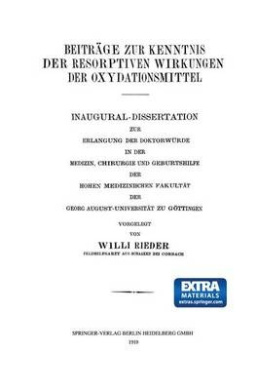 BEITRÄGE ZUR KENNTNIS
DER RESORPTIVEN WIRKUNGEN
DER OXYDATIONSMITTEL
INAUGURAL-DISSERTATION
ZUR
ERLANGUNG DER DOKTORWÜRDE
IN DER
MEDIZIN, CHIRURGIE UND GEBURTSHILFE
DER
HOHEN MEDIZINISCHEN FAKULTÄT
DER
GEORG AUGUST-UNIVERSITÄT ZU GÖTTINGEN
VORGELEGT
VON
WILLI RIEDER
AUS BEI
EXTRA
MATERIALS
extras.springer.com
SPRINGER-VERLAG BERLIN HEIDELBERG GMBH